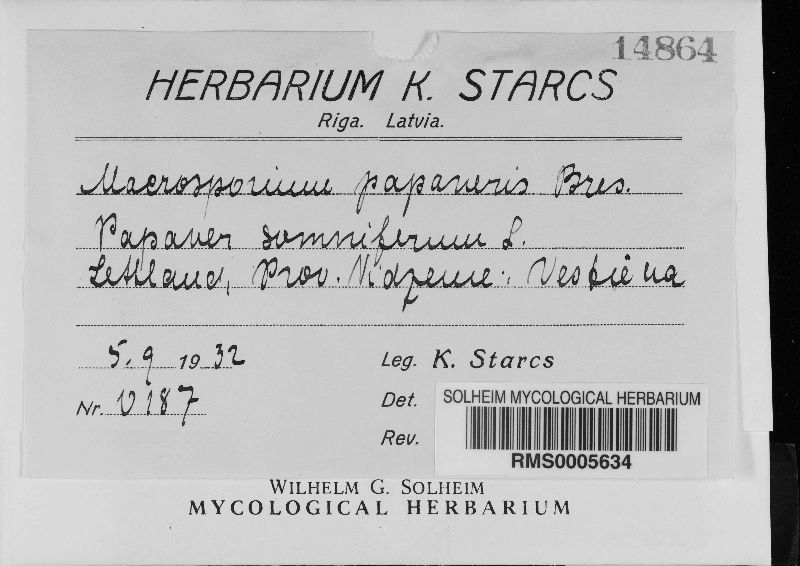 14864
HERBARIUM K. STARCS
Riga. Latvia.
Macrosporium papaveris Bres.
Papaver somniferum L.
Lettland, Prov. Vidzeme: Vestiena
5. 9 1932
Leg. K. Starcs
Nr. V 187
Det.
Rev.
SOLHEIM MYCOLOGICAL HERBARIUM
RMS0005634
WILHELM G. SOLHEIM
MYCOLOGICAL HERBARIUM